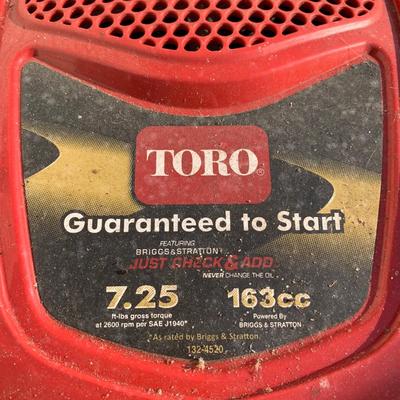 TORO®
Guaranteed to Start
FEATURING
BRIGGS & STRATTON
JUST CHECK & ADD
NEVER CHANGE THE OIL
7.25
ft-lbs gross torque
at 2600 rpm per SAE J1940*
163cc
Powered By
BRIGGS & STRATTON
*As rated by Briggs & Stratton.
132-4520